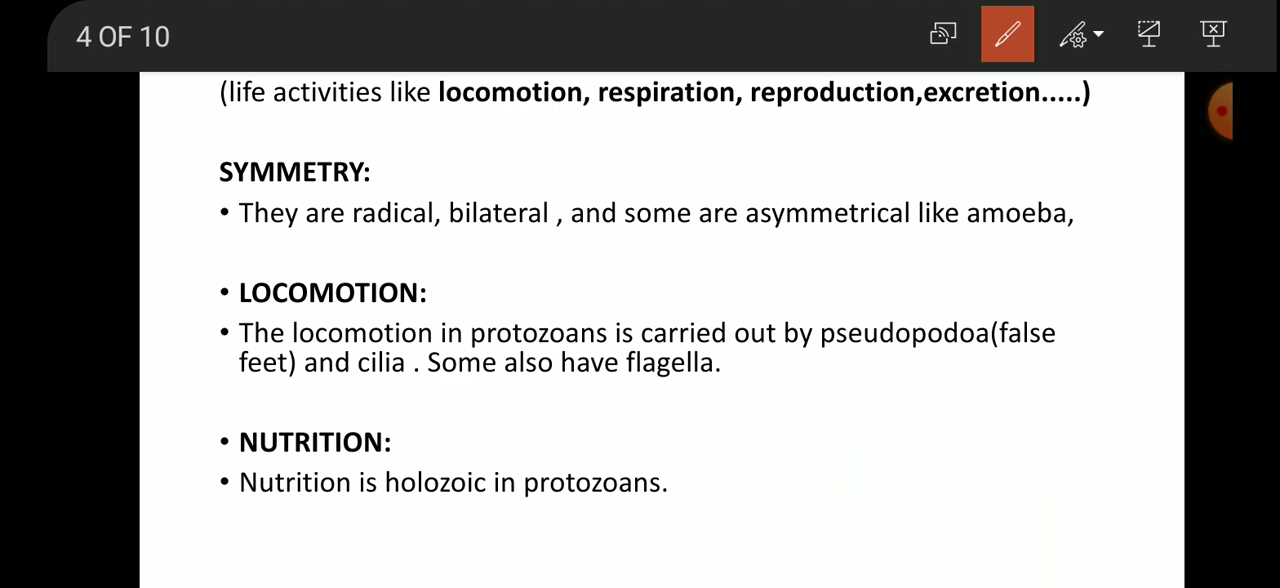 4 OF 10
(life activities like locomotion, respiration, reproduction,excretion.....)
SYMMETRY:
• They are radical, bilateral , and some are asymmetrical like amoeba,
• LOCOMOTION:
• The locomotion in protozoans is carried out by pseudopodoa(false
feet) and cilia . Some also have flagella.
• NUTRITION:
• Nutrition is holozoic in protozoans.